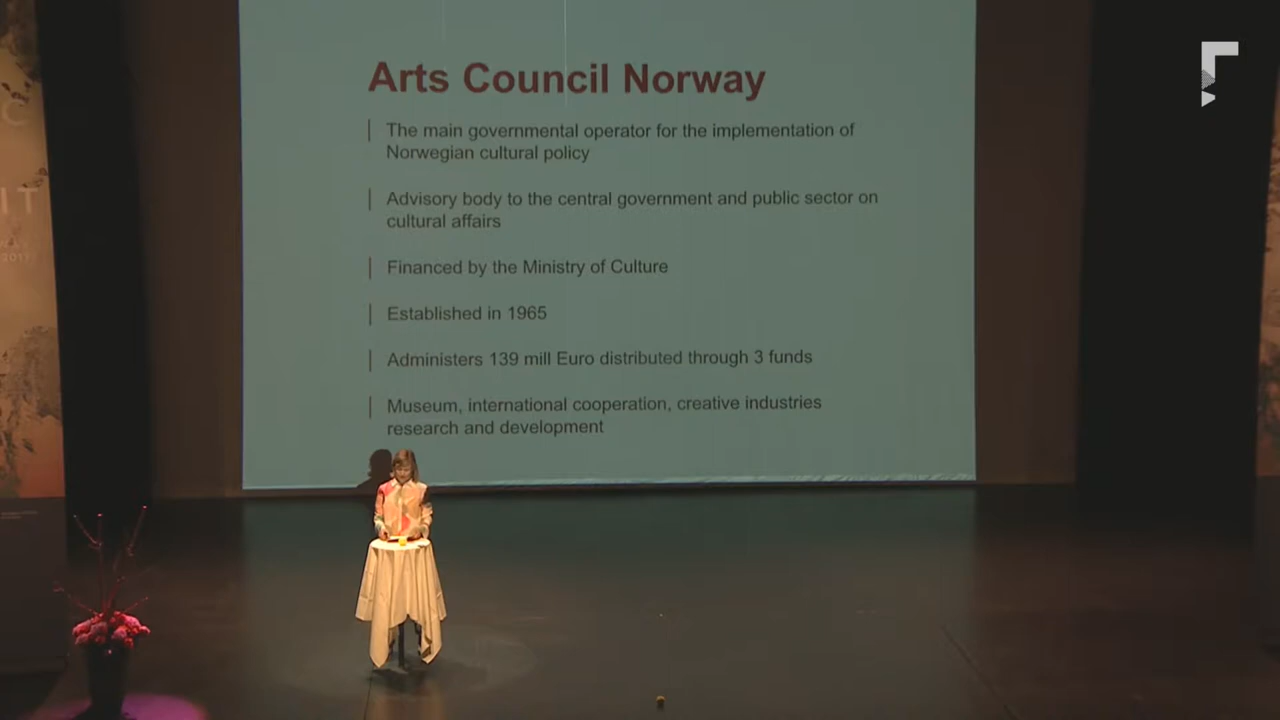 Arts Council Norway
The main governmental operator for the implementation of
Norwegian cultural policy
Advisory body to the central government and public sector on
cultural affairs
Financed by the Ministry of Culture
Established in 1965
Administers 139 mill Euro distributed through 3 funds
Museum, international cooperation, creative industries
research and development
C
IT
2017